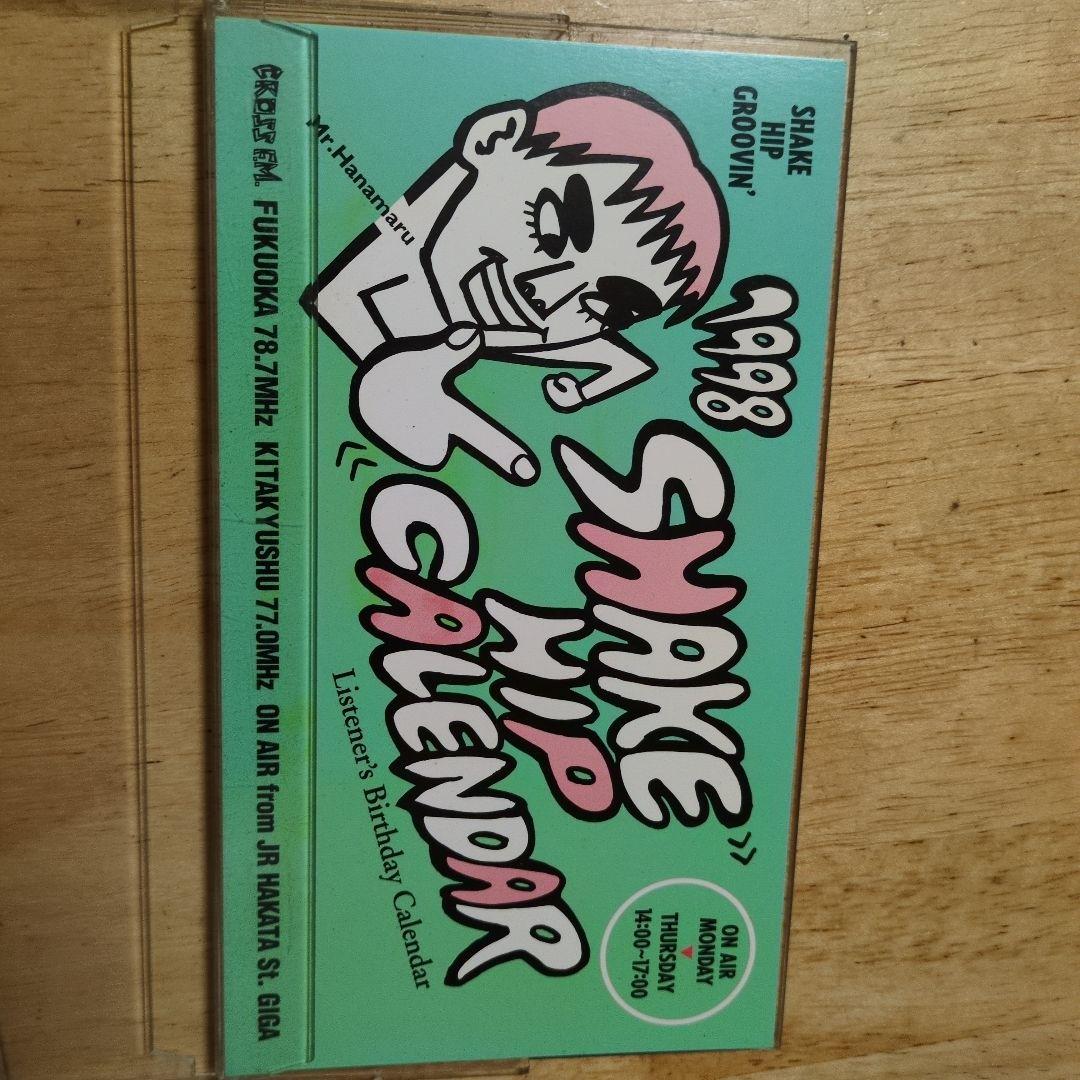 SHAKE
HIP
GROOVIN'
1998
SHAKE
HIP
CALENDAR
Listener's Birthday Calendar
ON AIR
MONDAY
THURSDAY
14:00~17:00
Mr.Hanamaru
CROSS F.M. FUKUOKA 78.7MHz KITAKYUSHU 77.0MHz ON AIR from JR HAKATA St. GIGA